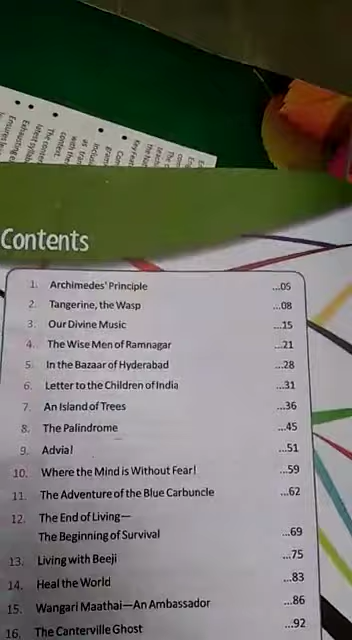 Contents
1. Archimedes' Principle ...05
2. Tangerine, the Wasp ...08
3. Our Divine Music ...15
4. The Wise Men of Ramnagar ...21
5. In the Bazaar of Hyderabad ...28
6. Letter to the Children of India ...31
7. An Island of Trees ...36
8. The Palindrome ...45
9. Advial ...51
10. Where the Mind is Without Fear! ...59
11. The Adventure of the Blue Carbuncle ...62
12. The End of Living—
The Beginning of Survival ...69
13. Living with Beeji ...75
14. Heal the World ...83
15. Wangari Maathai—An Ambassador ...86
16. The Canterville Ghost ...92